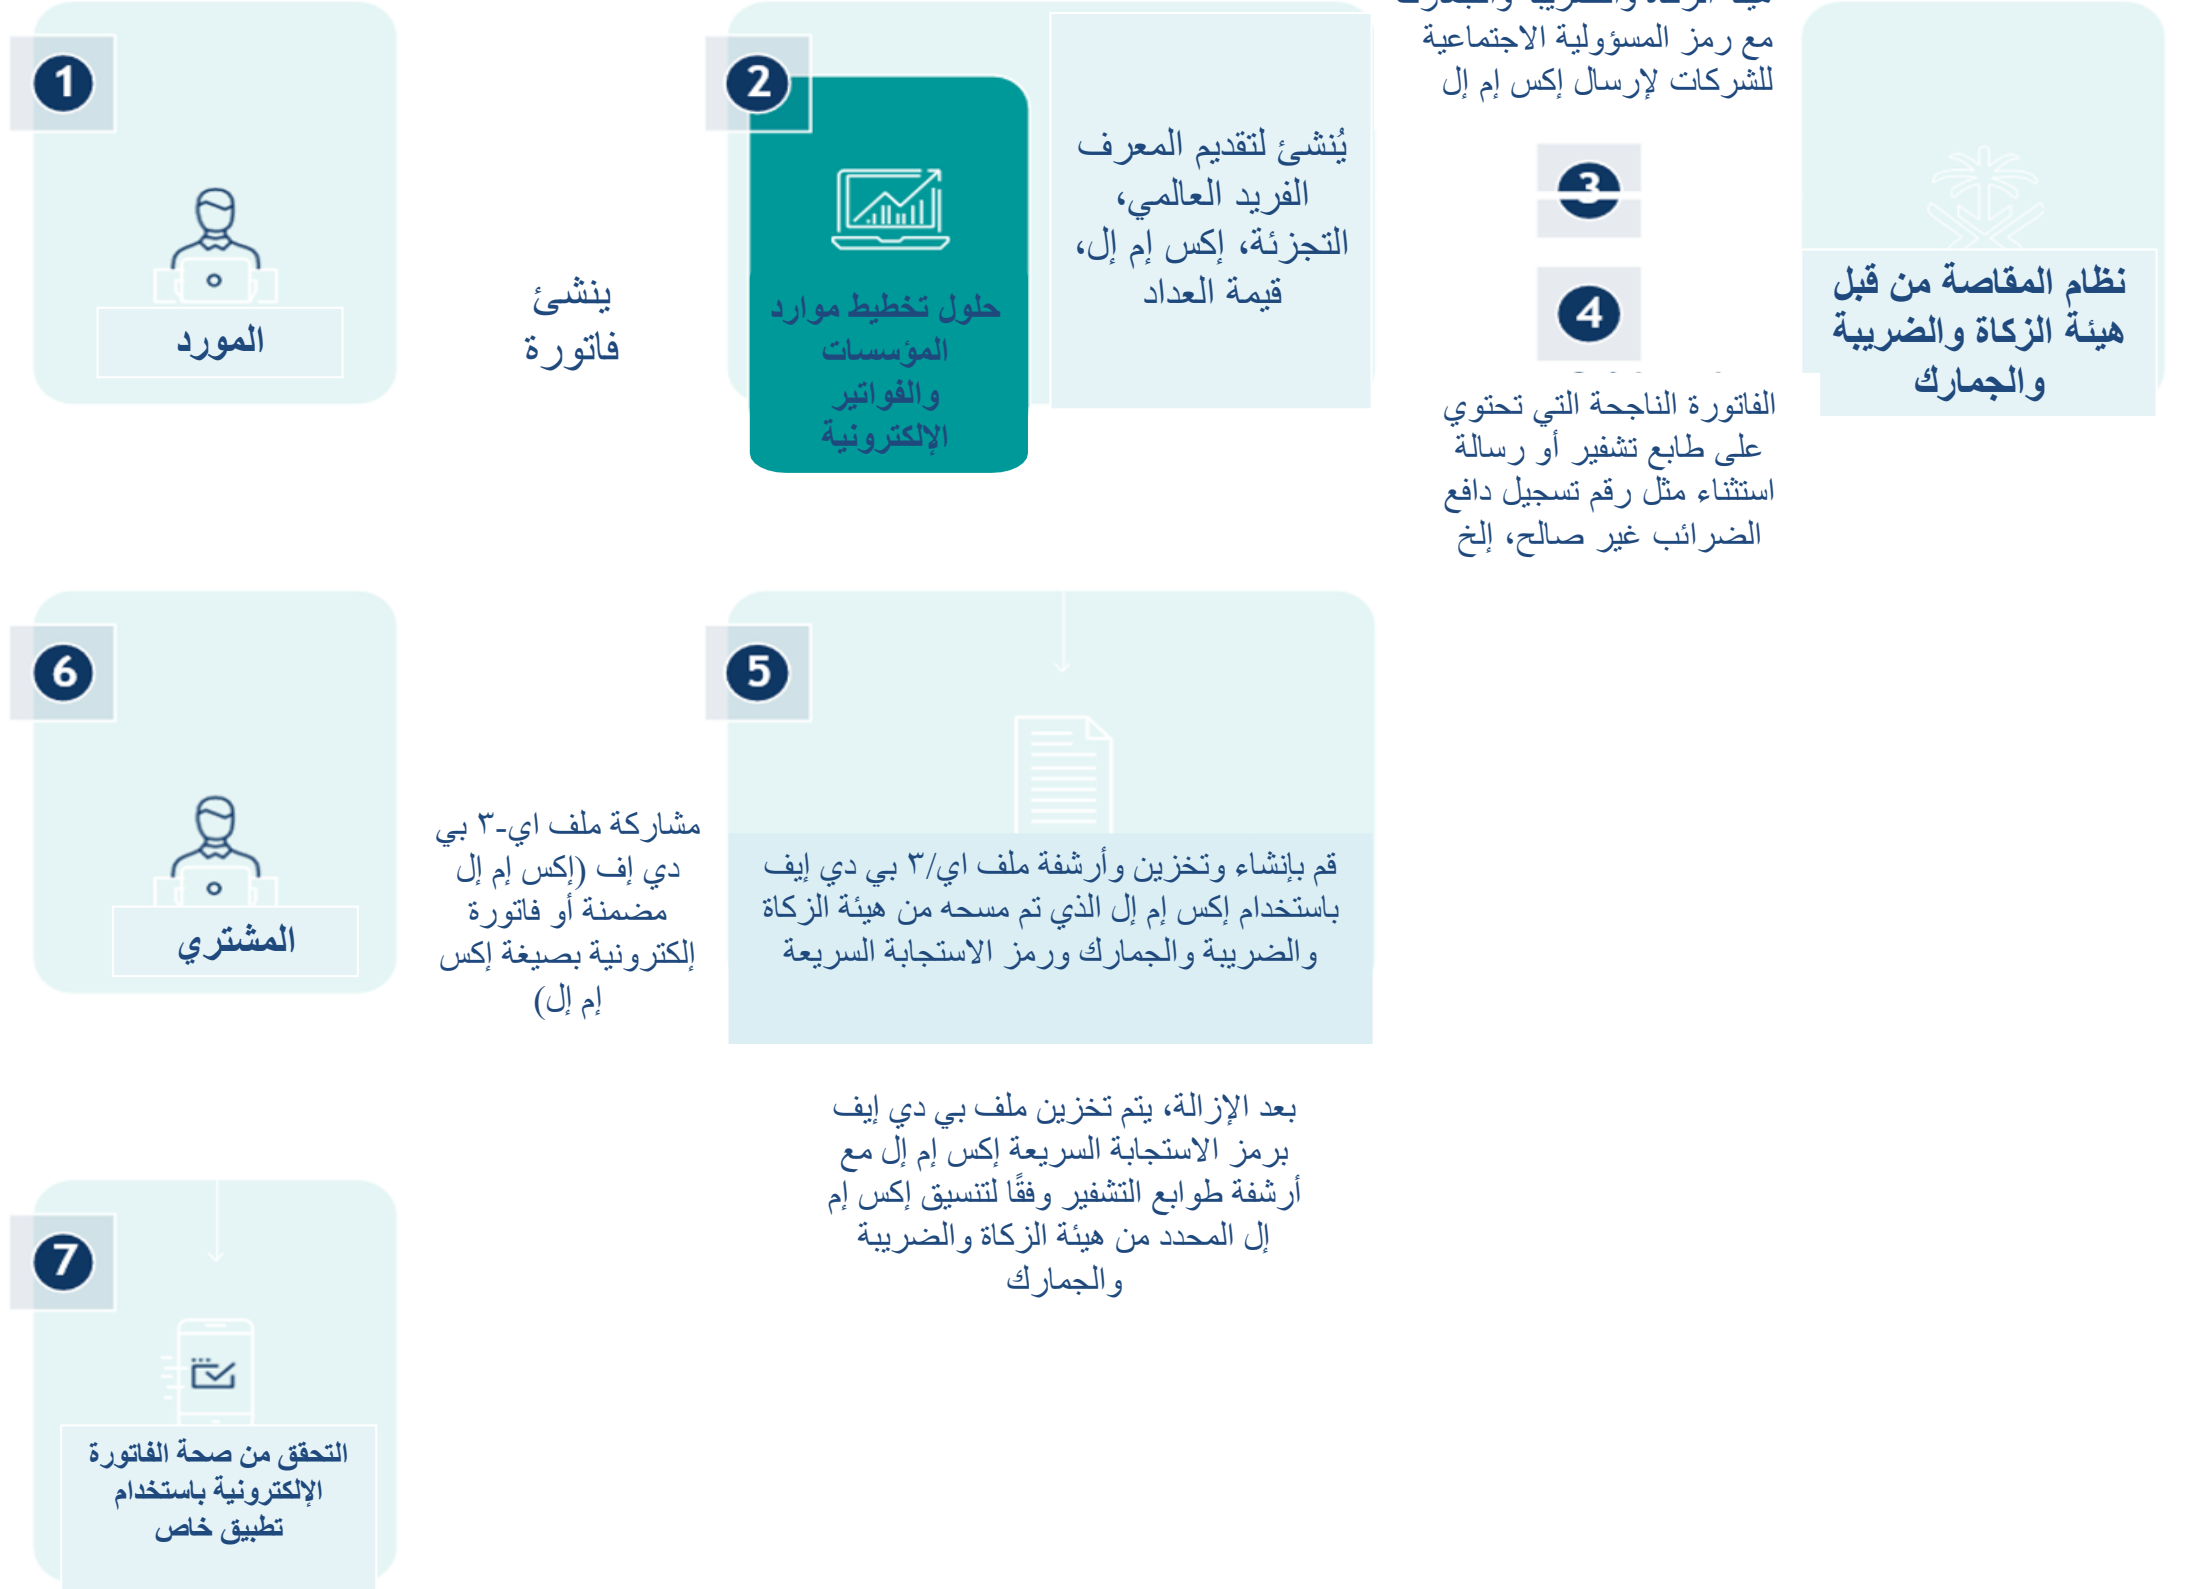 1
المورد
ينشئ
فاتورة
2
حلول تخطيط موارد
المؤسسات
والفواتير
الإلكترونية
يُنشئ لتقديم المعرف
الفريد العالمي،
التجزئة، إكس إم إل،
قيمة العداد
هيئة الزكاة والضريبة والجمارك
مع رمز المسؤولية الاجتماعية
للشركات لإرسال إكس إم إل
3
4
الفاتورة الناجحة التي تحتوي
على طابع تشفير أو رسالة
استثناء مثل رقم تسجيل دافع
الضرائب غير صالح، إلخ
نظام المقاصة من قبل
هيئة الزكاة والضريبة
والجمارك
5
قم بإنشاء وتخزين وأرشفة ملف اي/٣ بي دي إيف
باستخدام إكس إم إل الذي تم مسحه من هيئة الزكاة
والضريبة والجمارك ورمز الاستجابة السريعة
بعد الإزالة، يتم تخزين ملف بي دي إيف
برمز الاستجابة السريعة إكس إم إل مع
أرشفة طوابع التشفير وفقًا لتنسيق إكس إم
إل المحدد من هيئة الزكاة والضريبة
والجمارك
مشاركة ملف اي-٣ بي
دي إف (إكس إم إل
مضمنة أو فاتورة
إلكترونية بصيغة إكس
إم إل)
6
المشتري
7
التحقق من صحة الفاتورة
الإلكترونية باستخدام
تطبيق خاص